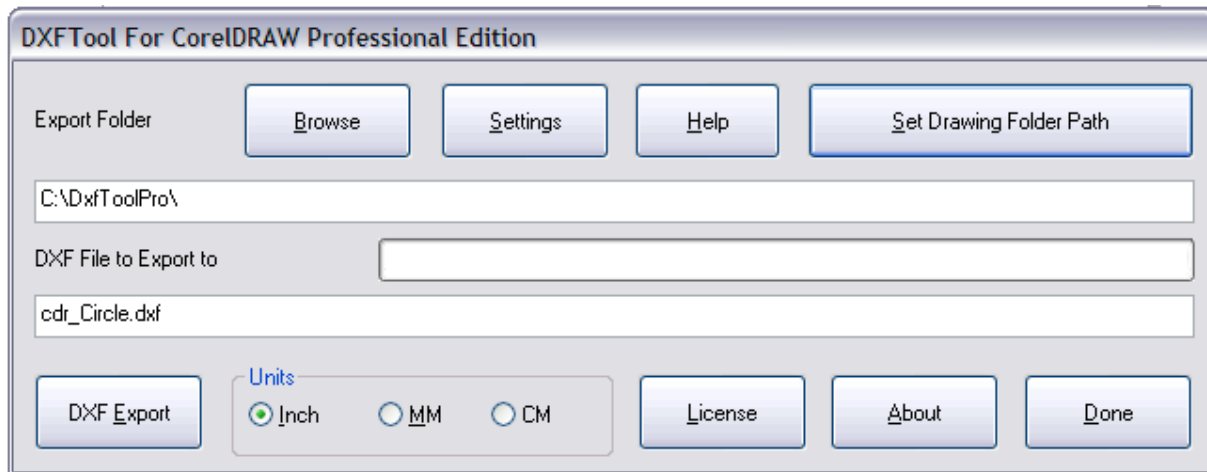 DXFTool For CorelDRAW Professional Edition
Export Folder Browse Settings Help Set Drawing Folder Path
C:\DxfToolPro\
DXF File to Export to
cdr_Circle.dxf
Units
DXF Export Inch MM CM License About Done